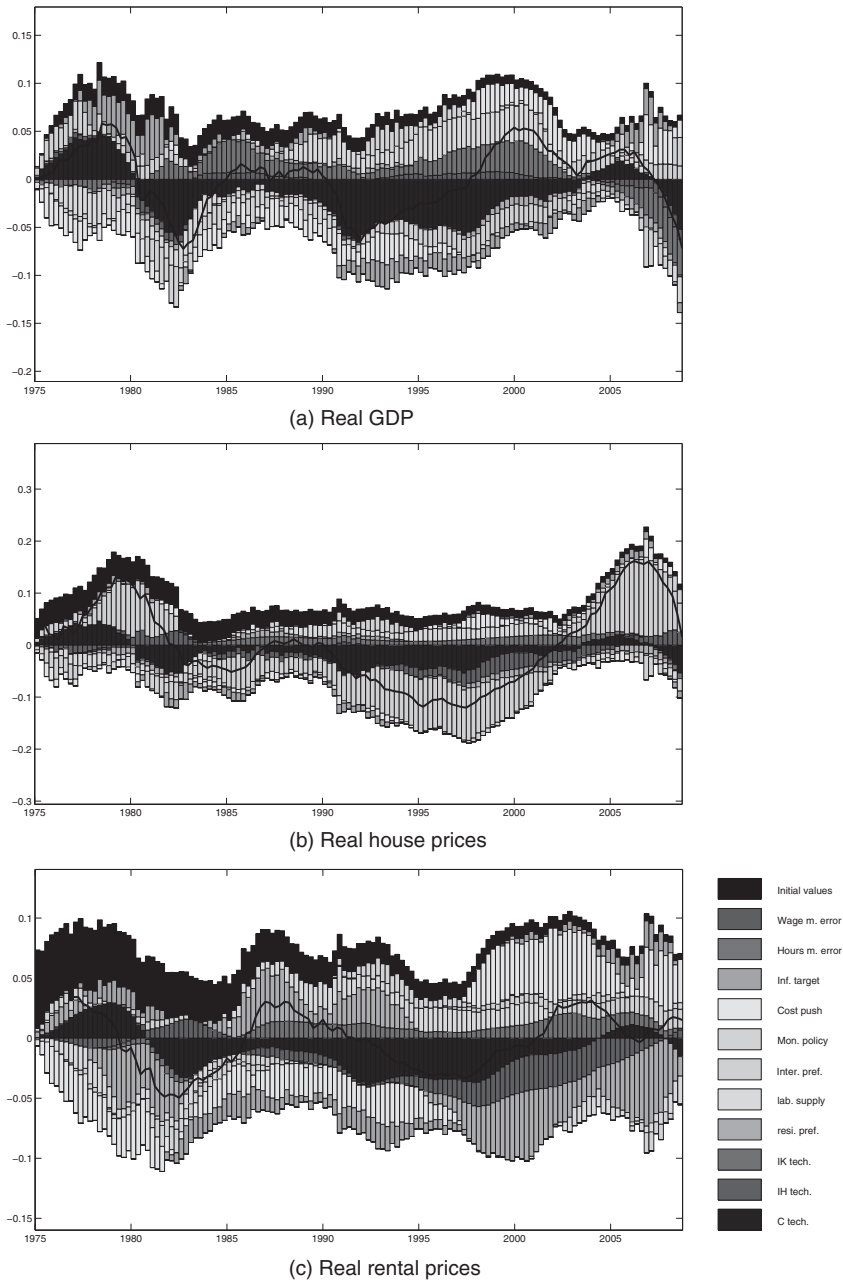 0.15
0.1
0.05
0
−0.05
−0.1
−0.15
−0.2
1975 1980 1985 1990 1995 2000 2005
(a) Real GDP
0.3
0.2
0.1
0
−0.1
−0.2
−0.3
1975 1980 1985 1990 1995 2000 2005
(b) Real house prices
0.1
0.05
0
−0.05
−0.1
−0.15
1975 1980 1985 1990 1995 2000 2005
(c) Real rental prices
Initial values
Wage m. error
Hours m. error
Inf. target
Cost push
Mon. policy
Inter. pref.
lab. supply
resi. pref.
IK tech.
IH tech.
C tech.